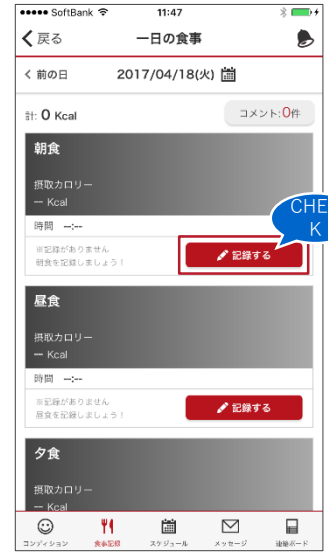 SoftBank 11:47
戻る 一日の食事
前の日 2017/04/18(火)
計: 0 Kcal コメント:0件
朝食
摂取カロリー
-- Kcal
時間 --:--
※記録がありません
朝食を記録しましょう！
記録する
CHE
K
昼食
摂取カロリー
-- Kcal
時間 --:--
※記録がありません
昼食を記録しましょう！
記録する
夕食
摂取カロリー
-- Kcal
コンディション 食事記録 スケジュール メッセージ 連絡ボード